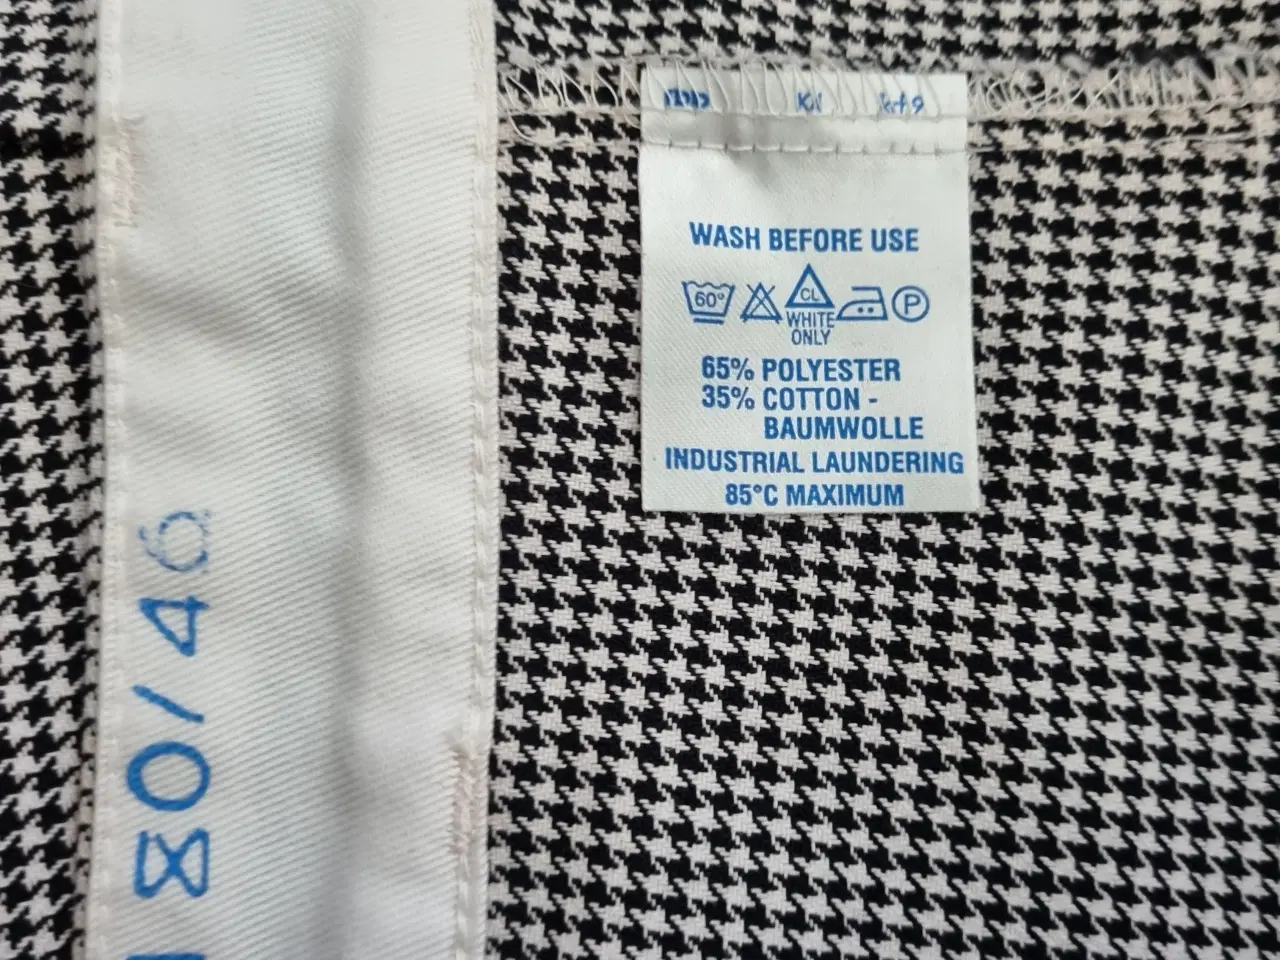 WASH BEFORE USE
60° CL P
WHITE
ONLY
65% POLYESTER
35% COTTON -
BAUMWOLLE
INDUSTRIAL LAUNDERING
85°C MAXIMUM
80/46